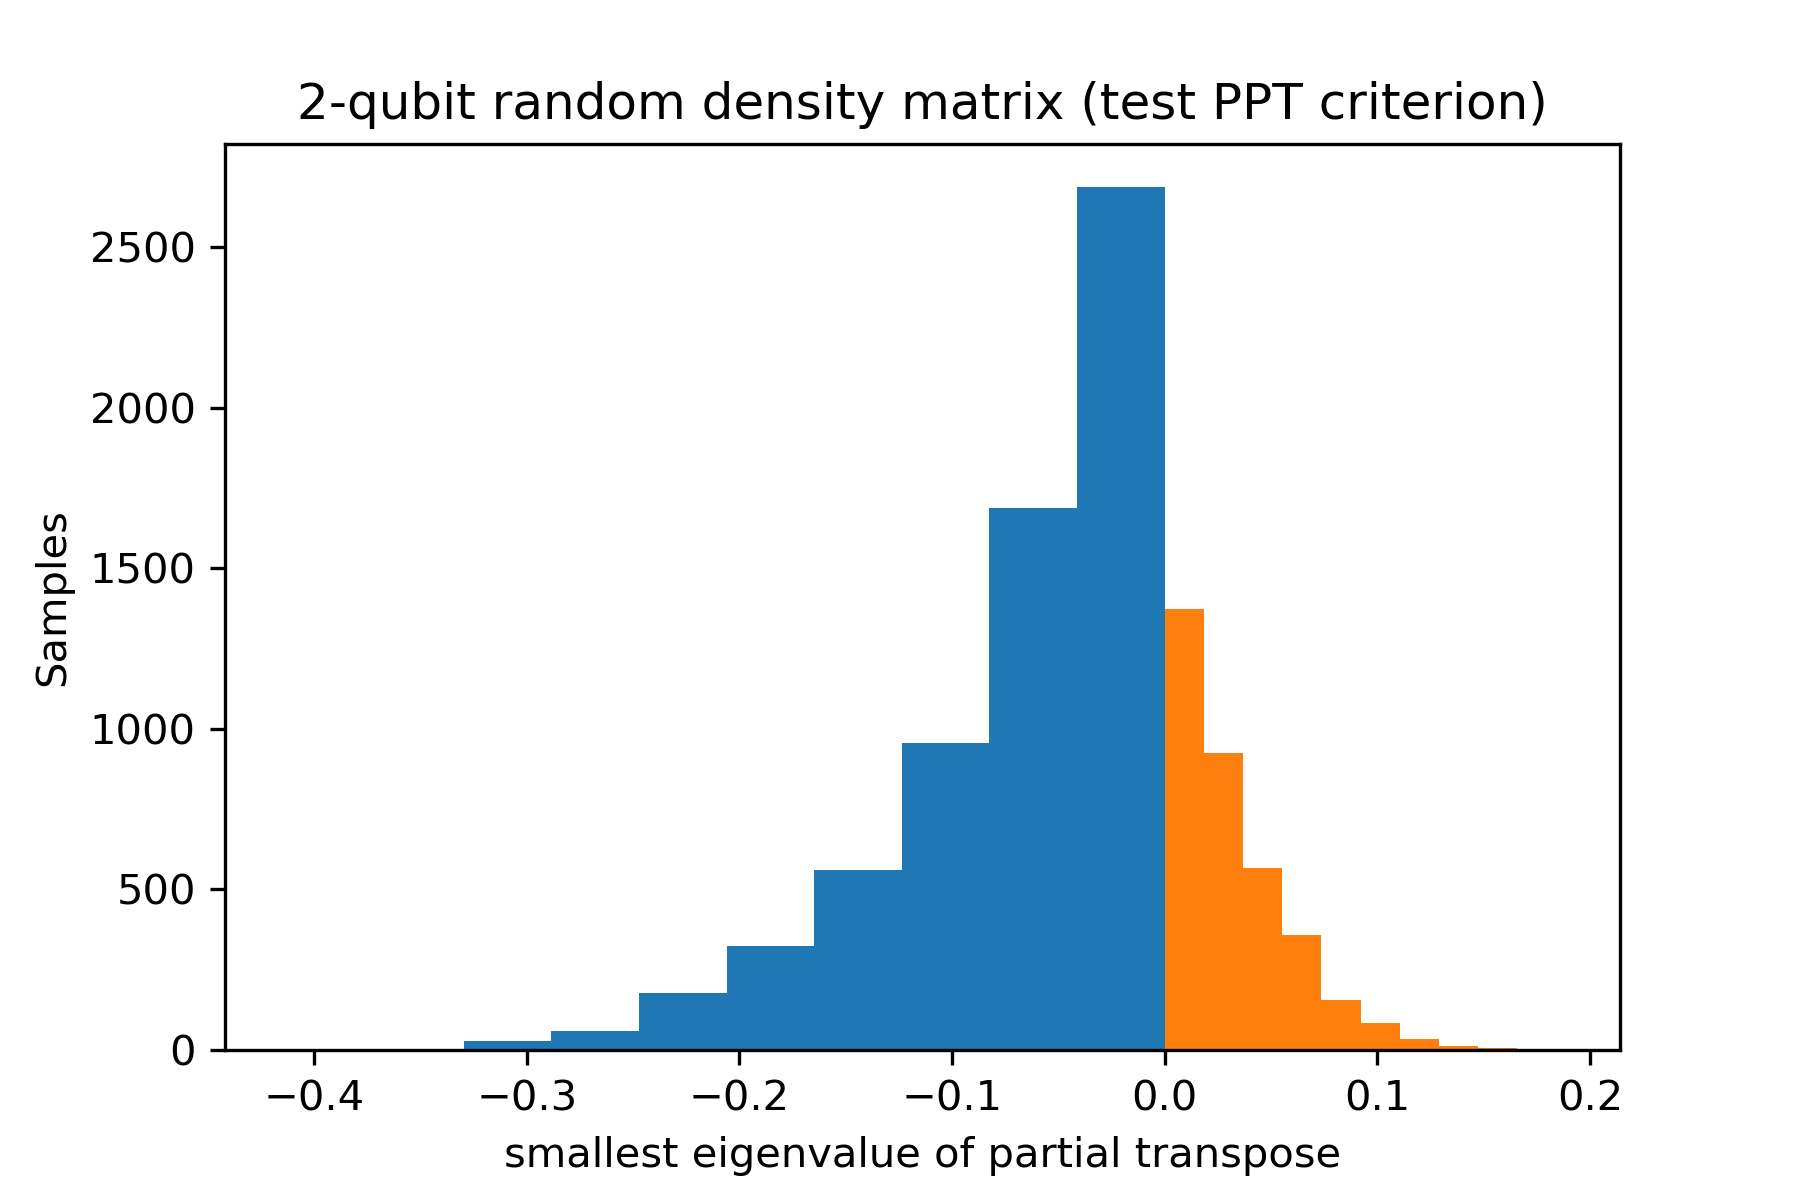 2-qubit random density matrix (test PPT criterion)
Samples
2500
2000
1500
1000
500
0
−0.4 −0.3 −0.2 −0.1 0.0 0.1 0.2
smallest eigenvalue of partial transpose